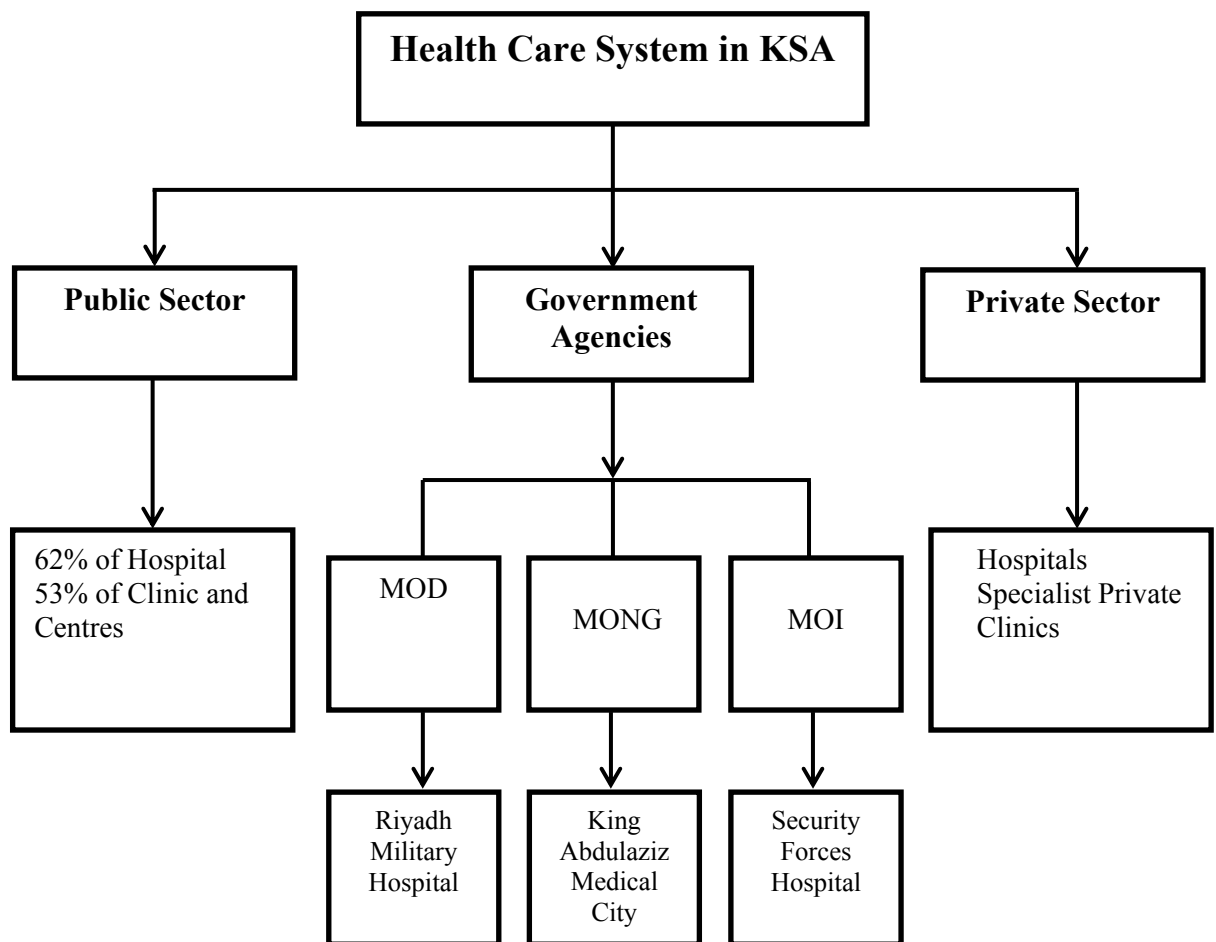 Health Care System in KSA
Public Sector
Government
Agencies
Private Sector
62% of Hospital
53% of Clinic and
Centres
MOD
MONG
MOI
Hospitals
Specialist Private
Clinics
Riyadh
Military
Hospital
King
Abdulaziz
Medical
City
Security
Forces
Hospital